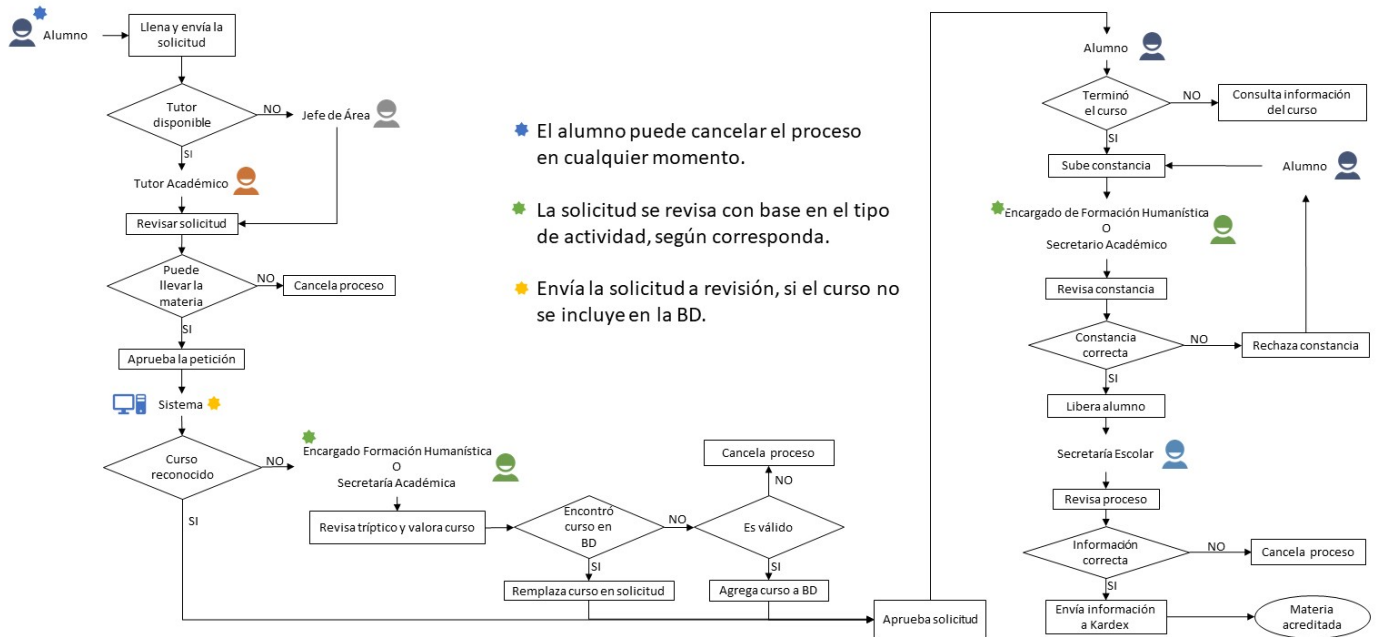 Alumno
Llena y envía la
solicitud
Tutor
disponible
NO
Jefe de Área
SI
Tutor Académico
Revisar solicitud
Puede
llevar la
materia
NO
Cancela proceso
SI
Aprueba la petición
Sistema
Curso
reconocido
NO
SI
Encargado Formación Humanística
O
Secretaría Académica
Revisa tríptico y valora curso
Encontró
curso en
BD
NO
SI
Remplaza curso en solicitud
Es válido
NO
Cancela proceso
SI
Agrega curso a BD
Aprueba solicitud
El alumno puede cancelar el proceso
en cualquier momento.
La solicitud se revisa con base en el tipo
de actividad, según corresponda.
Envía la solicitud a revisión, si el curso no
se incluye en la BD.
Alumno
Terminó
el curso
NO
Consulta información
del curso
SI
Sube constancia
Alumno
Encargado de Formación Humanística
O
Secretario Académico
Revisa constancia
Constancia
correcta
NO
Rechaza constancia
SI
Libera alumno
Secretaría Escolar
Revisa proceso
Información
correcta
NO
Cancela proceso
SI
Envía información
a Kardex
Materia
acreditada